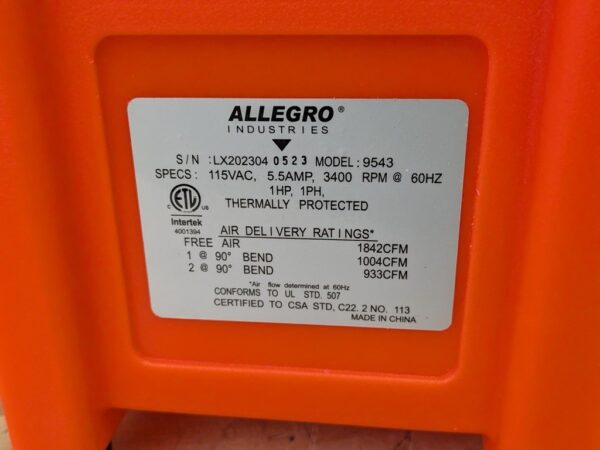 ALLEGRO®
INDUSTRIES
S/N :LX202304 0523 MODEL:9543
SPECS: 115VAC, 5.5AMP, 3400 RPM @ 60HZ
1HP, 1PH,
THERMALLY PROTECTED
C ETL US
Intertek
4001394
AIR DELIVERY RATINGS*
FREE AIR 1842CFM
1 @ 90° BEND 1004CFM
2 @ 90° BEND 933CFM
*Air flow determined at 60Hz
CONFORMS TO UL STD. 507
CERTIFIED TO CSA STD, C22. 2 NO. 113
MADE IN CHINA